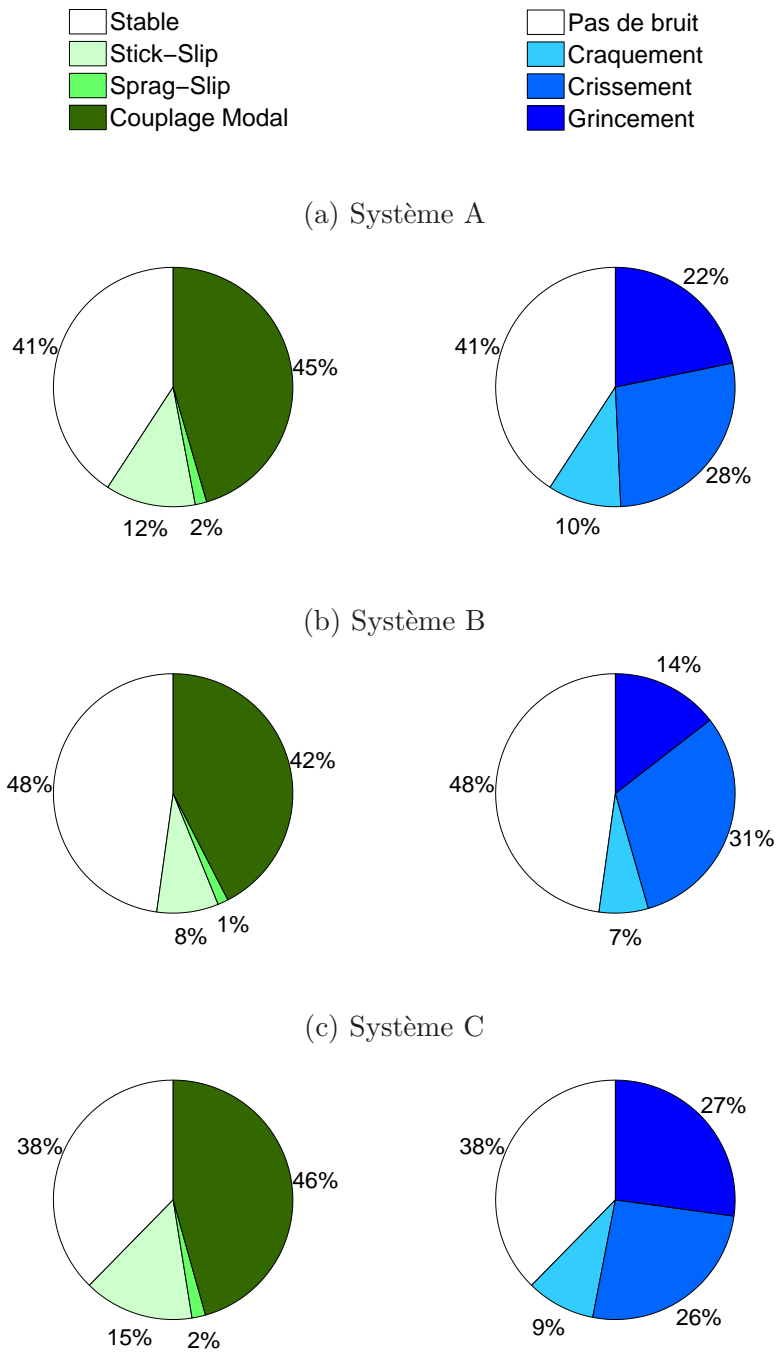 Stable
Stick−Slip
Sprag−Slip
Couplage Modal
Pas de bruit
Craquement
Crissement
Grincement
(a) Système A
41%
45%
12%
2%
41%
22%
28%
10%
(b) Système B
48%
42%
8%
1%
48%
14%
31%
7%
(c) Système C
38%
46%
15%
2%
38%
27%
26%
9%